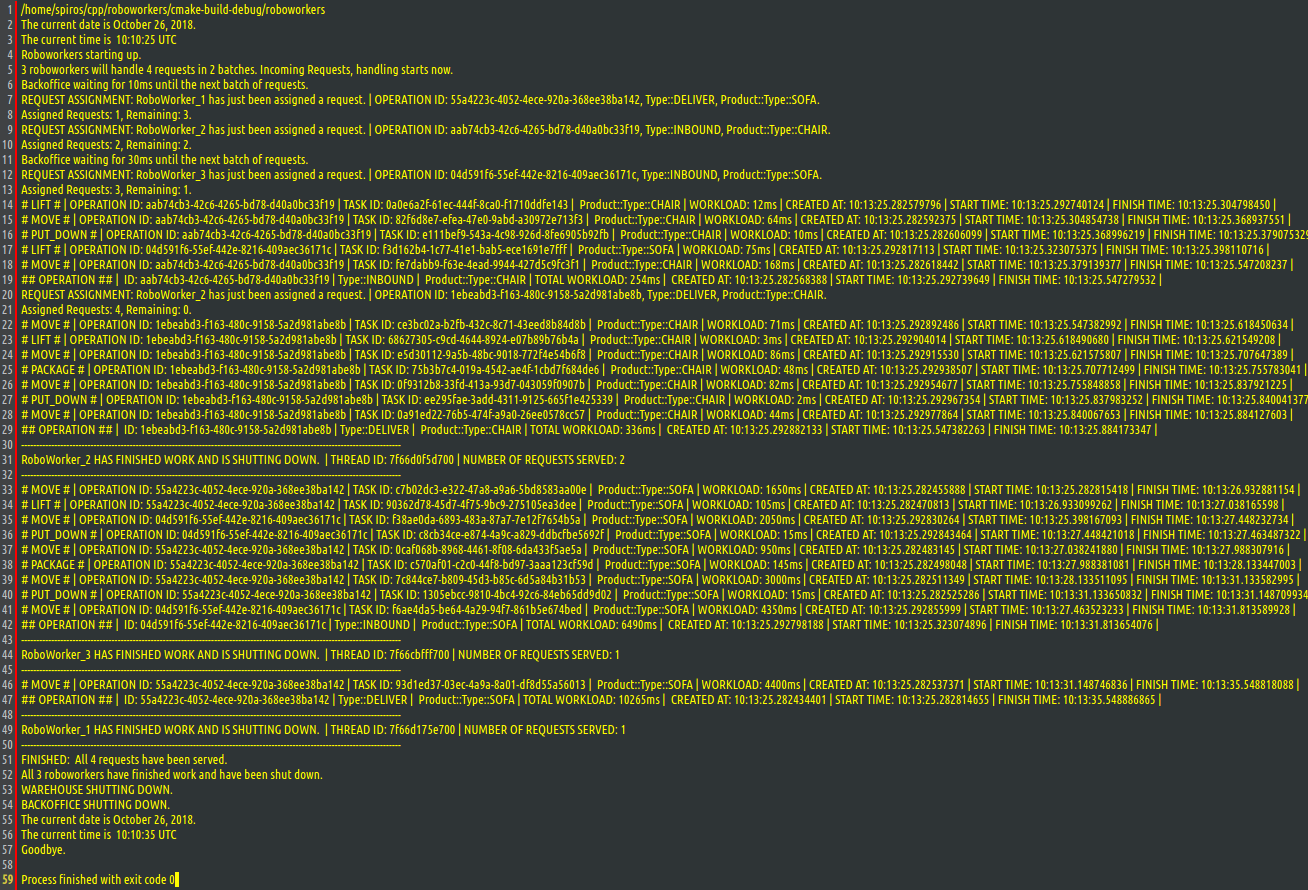 1 /home/spiros/cpp/roboworkers/cmake-build-debug/roboworkers
2 The current date is October 26, 2018.
3 The current time is 10:10:25 UTC
4 Roboworkers starting up.
5 3 roboworkers will handle 4 requests in 2 batches. Incoming Requests, handling starts now.
6 Backoffice waiting for 10ms until the next batch of requests.
7 REQUEST ASSIGNMENT: RoboWorker_1 has just been assigned a request. | OPERATION ID: 55a4223c-4052-4ece-920a-368ee38ba142, Type::DELIVER, Product::Type::SOFA.
8 Assigned Requests: 1, Remaining: 3.
9 REQUEST ASSIGNMENT: RoboWorker_2 has just been assigned a request. | OPERATION ID: aab74cb3-42c6-4265-bd78-d40a0bc33f19, Type::INBOUND, Product::Type::CHAIR.
10 Assigned Requests: 2, Remaining: 2.
11 Backoffice waiting for 30ms until the next batch of requests.
12 REQUEST ASSIGNMENT: RoboWorker_3 has just been assigned a request. | OPERATION ID: 04d591f6-55ef-442e-8216-409aec36171c, Type::INBOUND, Product::Type::SOFA.
13 Assigned Requests: 3, Remaining: 1.
14 # LIFT # | OPERATION ID: aab74cb3-42c6-4265-bd78-d40a0bc33f19 | TASK ID: 0a0e6a2f-61ec-444f-8ca0-f1710ddfe143 | Product::Type::CHAIR | WORKLOAD: 12ms | CREATED AT: 10:13:25.282579796 | START TIME: 10:13:25.292740124 | FINISH TIME: 10:13:25.304798450 |
15 # MOVE # | OPERATION ID: aab74cb3-42c6-4265-bd78-d40a0bc33f19 | TASK ID: 82f6d8e7-efea-47e0-9abd-a30972e713f3 | Product::Type::CHAIR | WORKLOAD: 64ms | CREATED AT: 10:13:25.282592375 | START TIME: 10:13:25.304854738 | FINISH TIME: 10:13:25.368937551 |
16 # PUT_DOWN # | OPERATION ID: aab74cb3-42c6-4265-bd78-d40a0bc33f19 | TASK ID: e111bef9-543a-4c98-926d-8fe6905b92fb | Product::Type::CHAIR | WORKLOAD: 10ms | CREATED AT: 10:13:25.282606099 | START TIME: 10:13:25.368996219 | FINISH TIME: 10:13:25.379075329
17 # LIFT # | OPERATION ID: 04d591f6-55ef-442e-8216-409aec36171c | TASK ID: f3d162b4-1c77-41e1-bab5-ece1691e7fff | Product::Type::SOFA | WORKLOAD: 75ms | CREATED AT: 10:13:25.292817113 | START TIME: 10:13:25.323075375 | FINISH TIME: 10:13:25.398110716 |
18 # MOVE # | OPERATION ID: aab74cb3-42c6-4265-bd78-d40a0bc33f19 | TASK ID: fe7dabb9-f63e-4ead-9944-427d5c9fc3f1 | Product::Type::CHAIR | WORKLOAD: 168ms | CREATED AT: 10:13:25.282618442 | START TIME: 10:13:25.379139377 | FINISH TIME: 10:13:25.547208237 |
19 ## OPERATION ## | ID: aab74cb3-42c6-4265-bd78-d40a0bc33f19 | Type::INBOUND | Product::Type::CHAIR | TOTAL WORKLOAD: 254ms | CREATED AT: 10:13:25.282568388 | START TIME: 10:13:25.292739649 | FINISH TIME: 10:13:25.547279532 |
20 REQUEST ASSIGNMENT: RoboWorker_2 has just been assigned a request. | OPERATION ID: 1ebeabd3-f163-480c-9158-5a2d981abe8b, Type::DELIVER, Product::Type::CHAIR.
21 Assigned Requests: 4, Remaining: 0.
22 # MOVE # | OPERATION ID: 1ebeabd3-f163-480c-9158-5a2d981abe8b | TASK ID: ce3bc02a-b2fb-432c-8c71-43eed8b84d8b | Product::Type::CHAIR | WORKLOAD: 71ms | CREATED AT: 10:13:25.292892486 | START TIME: 10:13:25.547382992 | FINISH TIME: 10:13:25.618450634 |
23 # LIFT # | OPERATION ID: 1ebeabd3-f163-480c-9158-5a2d981abe8b | TASK ID: 68627305-c9cd-4644-8924-e07b89b76b4a | Product::Type::CHAIR | WORKLOAD: 3ms | CREATED AT: 10:13:25.292904014 | START TIME: 10:13:25.618490680 | FINISH TIME: 10:13:25.621549208 |
24 # MOVE # | OPERATION ID: 1ebeabd3-f163-480c-9158-5a2d981abe8b | TASK ID: e5d30112-9a5b-48bc-9018-772f4e54b6f8 | Product::Type::CHAIR | WORKLOAD: 86ms | CREATED AT: 10:13:25.292915530 | START TIME: 10:13:25.621575807 | FINISH TIME: 10:13:25.707647389 |
25 # PACKAGE # | OPERATION ID: 1ebeabd3-f163-480c-9158-5a2d981abe8b | TASK ID: 75b3b7c4-019a-4542-ae4f-1cbd7f684de6 | Product::Type::CHAIR | WORKLOAD: 48ms | CREATED AT: 10:13:25.292938507 | START TIME: 10:13:25.707712499 | FINISH TIME: 10:13:25.755783041 |
26 # MOVE # | OPERATION ID: 1ebeabd3-f163-480c-9158-5a2d981abe8b | TASK ID: 0f9312b8-33fd-413a-93d7-043059f0907b | Product::Type::CHAIR | WORKLOAD: 82ms | CREATED AT: 10:13:25.292954677 | START TIME: 10:13:25.755848858 | FINISH TIME: 10:13:25.837921225 |
27 # PUT_DOWN # | OPERATION ID: 1ebeabd3-f163-480c-9158-5a2d981abe8b | TASK ID: ee295fae-3add-4311-9125-665f1e425339 | Product::Type::CHAIR | WORKLOAD: 2ms | CREATED AT: 10:13:25.292967354 | START TIME: 10:13:25.837983252 | FINISH TIME: 10:13:25.840041377
28 # MOVE # | OPERATION ID: 1ebeabd3-f163-480c-9158-5a2d981abe8b | TASK ID: 0a91ed22-76b5-474f-a9a0-26ee0578cc57 | Product::Type::CHAIR | WORKLOAD: 44ms | CREATED AT: 10:13:25.292977864 | START TIME: 10:13:25.840067653 | FINISH TIME: 10:13:25.884127603 |
29 ## OPERATION ## | ID: 1ebeabd3-f163-480c-9158-5a2d981abe8b | Type::DELIVER | Product::Type::CHAIR | TOTAL WORKLOAD: 336ms | CREATED AT: 10:13:25.292882133 | START TIME: 10:13:25.547382263 | FINISH TIME: 10:13:25.884173347 |
30 ----------------------------------------
31 RoboWorker_2 HAS FINISHED WORK AND IS SHUTTING DOWN. | THREAD ID: 7f66d0f5d700 | NUMBER OF REQUESTS SERVED: 2
32 ----------------------------------------
33 # MOVE # | OPERATION ID: 55a4223c-4052-4ece-920a-368ee38ba142 | TASK ID: c7b02dc3-e322-47a8-a9a6-5bd8583aa00e | Product::Type::SOFA | WORKLOAD: 1650ms | CREATED AT: 10:13:25.282455888 | START TIME: 10:13:25.282815418 | FINISH TIME: 10:13:26.932881154 |
34 # LIFT # | OPERATION ID: 55a4223c-4052-4ece-920a-368ee38ba142 | TASK ID: 90362d78-45d7-4f75-9bc9-275105ea3dee | Product::Type::SOFA | WORKLOAD: 105ms | CREATED AT: 10:13:25.282470813 | START TIME: 10:13:26.933099262 | FINISH TIME: 10:13:27.038165598 |
35 # MOVE # | OPERATION ID: 04d591f6-55ef-442e-8216-409aec36171c | TASK ID: f38ae0da-6893-483a-87a7-7e12f7654b5a | Product::Type::SOFA | WORKLOAD: 2050ms | CREATED AT: 10:13:25.292830264 | START TIME: 10:13:25.398167093 | FINISH TIME: 10:13:27.448232734 |
36 # PUT_DOWN # | OPERATION ID: 04d591f6-55ef-442e-8216-409aec36171c | TASK ID: c8cb34ce-e874-4a9c-a829-ddbcfbe5692f | Product::Type::SOFA | WORKLOAD: 15ms | CREATED AT: 10:13:25.292843464 | START TIME: 10:13:27.448421018 | FINISH TIME: 10:13:27.463487322 |
37 # MOVE # | OPERATION ID: 55a4223c-4052-4ece-920a-368ee38ba142 | TASK ID: 0caf068b-8968-4461-8f08-6da433f5ae5a | Product::Type::SOFA | WORKLOAD: 950ms | CREATED AT: 10:13:25.282483145 | START TIME: 10:13:27.038241880 | FINISH TIME: 10:13:27.988307916 |
38 # PACKAGE # | OPERATION ID: 55a4223c-4052-4ece-920a-368ee38ba142 | TASK ID: c570af01-c2c0-44f8-bd97-3aaa123cf59d | Product::Type::SOFA | WORKLOAD: 145ms | CREATED AT: 10:13:25.282498048 | START TIME: 10:13:27.988381081 | FINISH TIME: 10:13:28.133447003 |
39 # MOVE # | OPERATION ID: 55a4223c-4052-4ece-920a-368ee38ba142 | TASK ID: 7c844ce7-b809-45d3-b85c-6d5a84b31b53 | Product::Type::SOFA | WORKLOAD: 3000ms | CREATED AT: 10:13:25.282511349 | START TIME: 10:13:28.133511095 | FINISH TIME: 10:13:31.133582995 |
40 # PUT_DOWN # | OPERATION ID: 55a4223c-4052-4ece-920a-368ee38ba142 | TASK ID: 1305ebcc-9810-4bc4-92c6-84eb65dd9d02 | Product::Type::SOFA | WORKLOAD: 15ms | CREATED AT: 10:13:25.282525286 | START TIME: 10:13:31.133650832 | FINISH TIME: 10:13:31.148709934
41 # MOVE # | OPERATION ID: 04d591f6-55ef-442e-8216-409aec36171c | TASK ID: f6ae4da5-be64-4a29-94f7-861b5e674bed | Product::Type::SOFA | WORKLOAD: 4350ms | CREATED AT: 10:13:25.292855999 | START TIME: 10:13:27.463523233 | FINISH TIME: 10:13:31.813589928 |
42 ## OPERATION ## | ID: 04d591f6-55ef-442e-8216-409aec36171c | Type::INBOUND | Product::Type::SOFA | TOTAL WORKLOAD: 6490ms | CREATED AT: 10:13:25.292798188 | START TIME: 10:13:25.323074896 | FINISH TIME: 10:13:31.813654076 |
43 ----------------------------------------
44 RoboWorker_3 HAS FINISHED WORK AND IS SHUTTING DOWN. | THREAD ID: 7f66cbfff700 | NUMBER OF REQUESTS SERVED: 1
45 ----------------------------------------
46 # MOVE # | OPERATION ID: 55a4223c-4052-4ece-920a-368ee38ba142 | TASK ID: 93d1ed37-03ec-4a9a-8a01-df8d55a56013 | Product::Type::SOFA | WORKLOAD: 4400ms | CREATED AT: 10:13:25.282537371 | START TIME: 10:13:31.148746836 | FINISH TIME: 10:13:35.548818088 |
47 ## OPERATION ## | ID: 55a4223c-4052-4ece-920a-368ee38ba142 | Type::DELIVER | Product::Type::SOFA | TOTAL WORKLOAD: 10265ms | CREATED AT: 10:13:25.282434401 | START TIME: 10:13:25.282814655 | FINISH TIME: 10:13:35.548886865 |
48 ----------------------------------------
49 RoboWorker_1 HAS FINISHED WORK AND IS SHUTTING DOWN. | THREAD ID: 7f66d175e700 | NUMBER OF REQUESTS SERVED: 1
50 ----------------------------------------
51 FINISHED: All 4 requests have been served.
52 All 3 roboworkers have finished work and have been shut down.
53 WAREHOUSE SHUTTING DOWN.
54 BACKOFFICE SHUTTING DOWN.
55 The current date is October 26, 2018.
56 The current time is 10:10:35 UTC
57 Goodbye.
58
59 Process finished with exit code 0